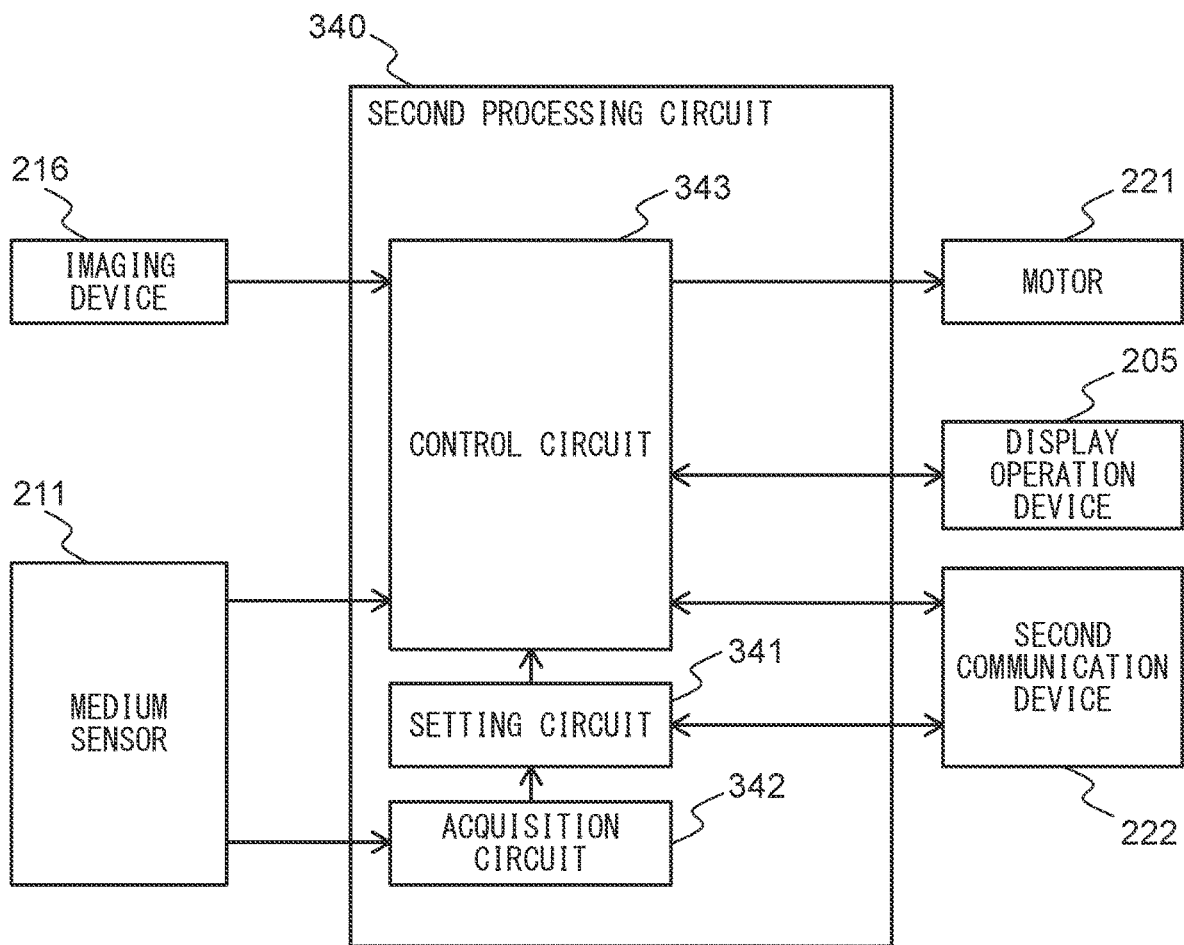 340
SECOND PROCESSING CIRCUIT
216
IMAGING
DEVICE
343
CONTROL CIRCUIT
221
MOTOR
205
DISPLAY
OPERATION
DEVICE
211
MEDIUM
SENSOR
341
SETTING CIRCUIT
SECOND
COMMUNICATION
DEVICE
342
ACQUISITION
CIRCUIT
222